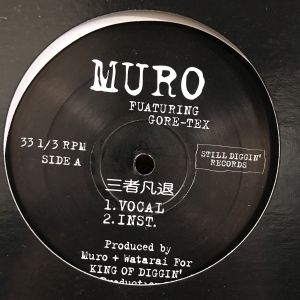 MURO
FUATURING
GORE-TEX
33 1/3 RPM
SIDE A
STILL DIGGIN'
RECORDS
三者凡退
1.VOCAL
2.INST.
Produced by
Muro + Watarai For
KING OF DIGGIN'
Production